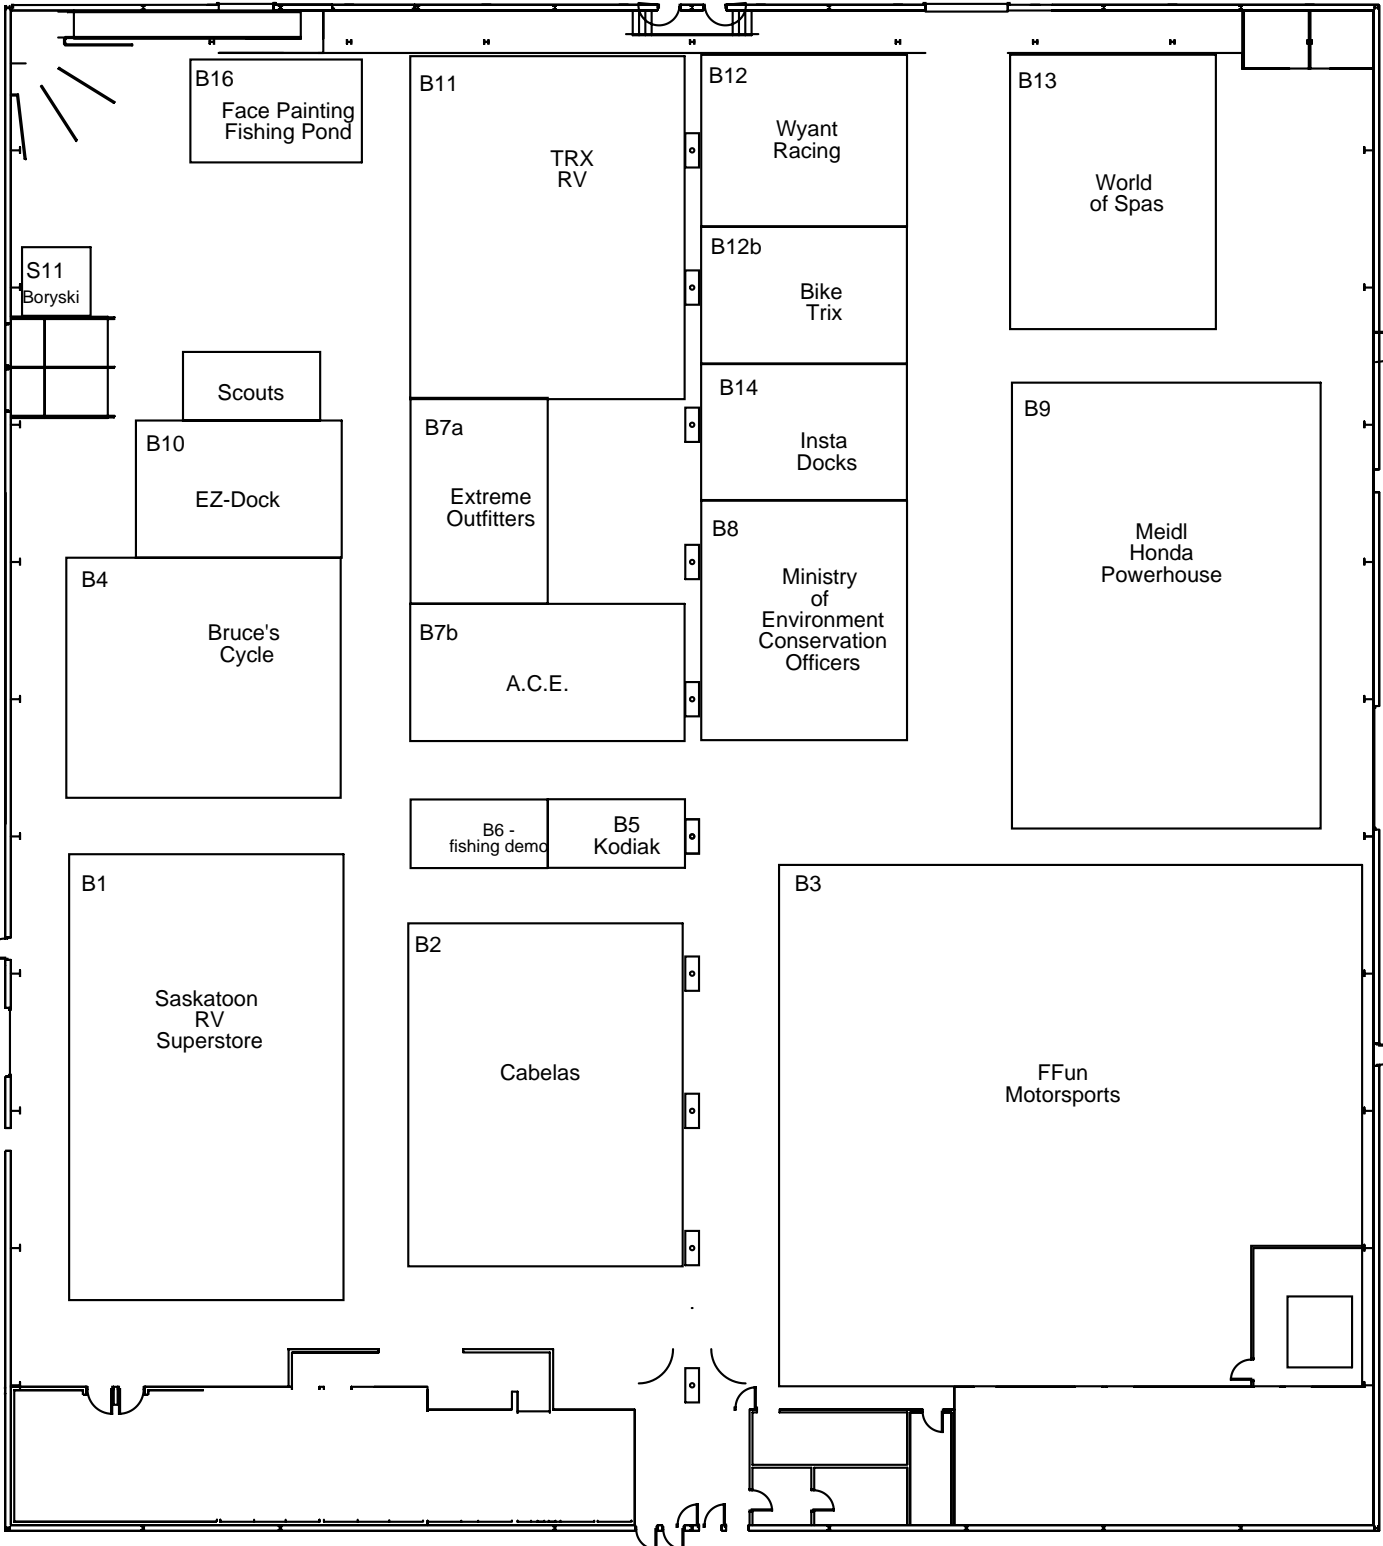 B16
Face Painting
Fishing Pond
B11
TRX
RV
B12
Wyant
Racing
B13
World
of Spas
S11
Boryski
B12b
Bike
Trix
Scouts
B14
Insta
Docks
B10
EZ-Dock
B7a
Extreme
Outfitters
B9
Meidl
Honda
Powerhouse
B8
Ministry
of
Environment
Conservation
Officers
B4
Bruce's
Cycle
B7b
A.C.E.
B6 -
fishing demo
B5
Kodiak
B1
Saskatoon
RV
Superstore
B2
Cabelas
B3
FFun
Motorsports